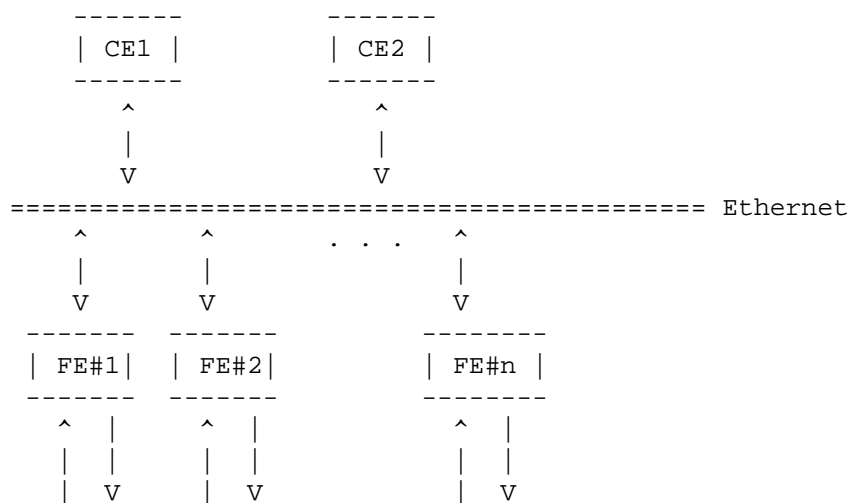 -------          -------
| CE1 |          | CE2 |
-------          -------
   ^                ^
   |                |
   V                V
============================================ Ethernet
 ^       ^       . . .   ^
 |       |               |
 V       V               V
-------  -------         --------
| FE#1|  | FE#2|         | FE#n |
-------  -------         --------
  ^  |     ^  |            ^  |
  |  |     |  |            |  |
  |  V     |  V            |  V